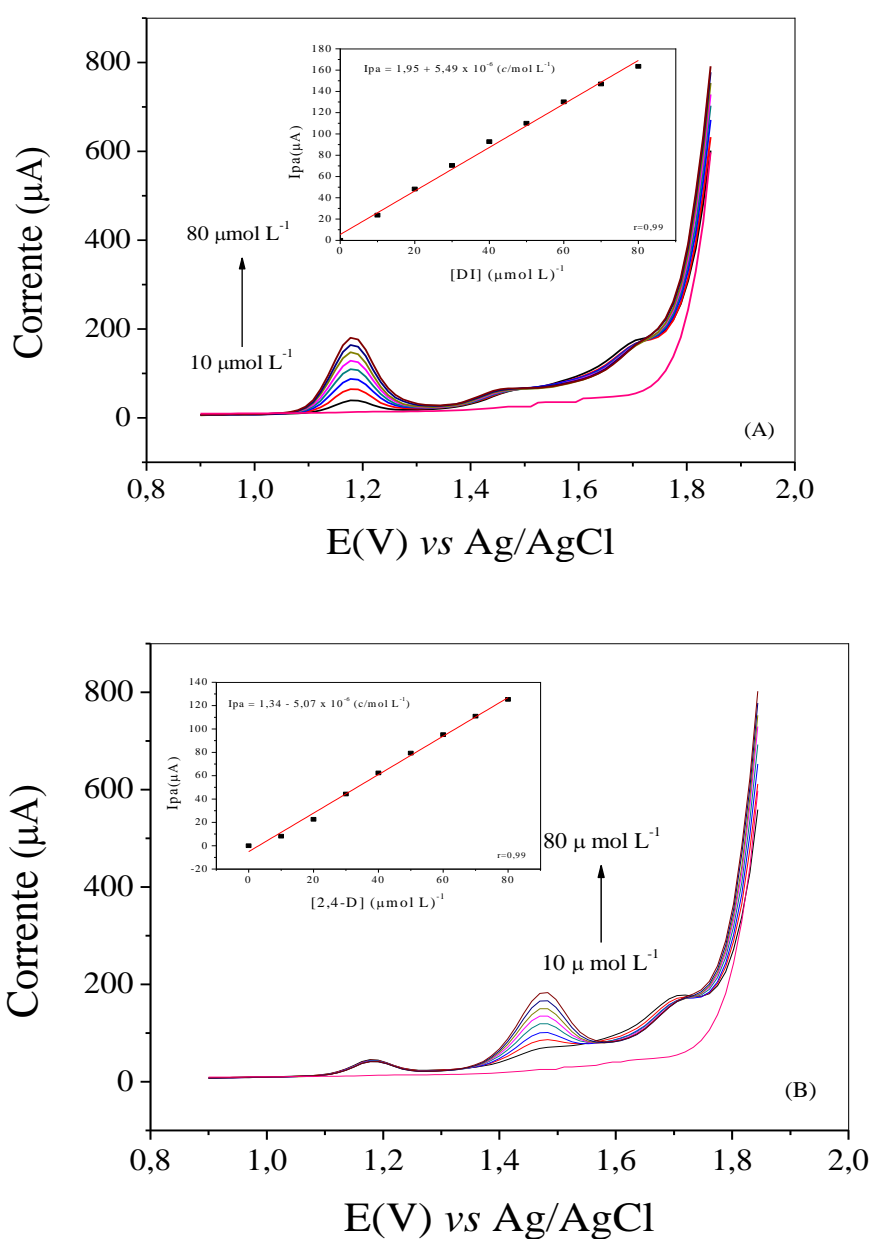 Ipa = 1,95 + 5,49 x 10⁻⁶ (c/mol L⁻¹)
180
160
140
120
100
80
60
40
20
0
Ipa(μA)
0
20
40
60
80
r=0,99
[DI] (μmol L)⁻¹
800
600
400
200
0
Corrente (μA)
80 μmol L⁻¹
10 μmol L⁻¹
(A)
0,8
1,0
1,2
1,4
1,6
1,8
2,0
E(V) vs Ag/AgCl
Ipa = 1,34 - 5,07 x 10⁻⁶ (c/mol L⁻¹)
140
120
100
80
60
40
20
0
-20
Ipa(μA)
0
20
40
60
80
r=0,99
[2,4-D] (μmol L)⁻¹
800
600
400
200
0
Corrente (μA)
80 μ mol L⁻¹
10 μ mol L⁻¹
(B)
0,8
1,0
1,2
1,4
1,6
1,8
2,0
E(V) vs Ag/AgCl